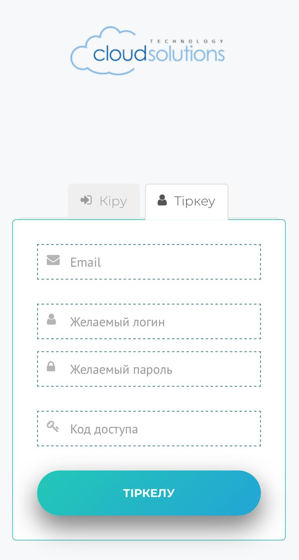 TECHNOLOGY
cloudsolutions
Кіру
Тіркеу
Email
Желаемый логин
Желаемый пароль
Код доступа
ТІРКЕЛУ